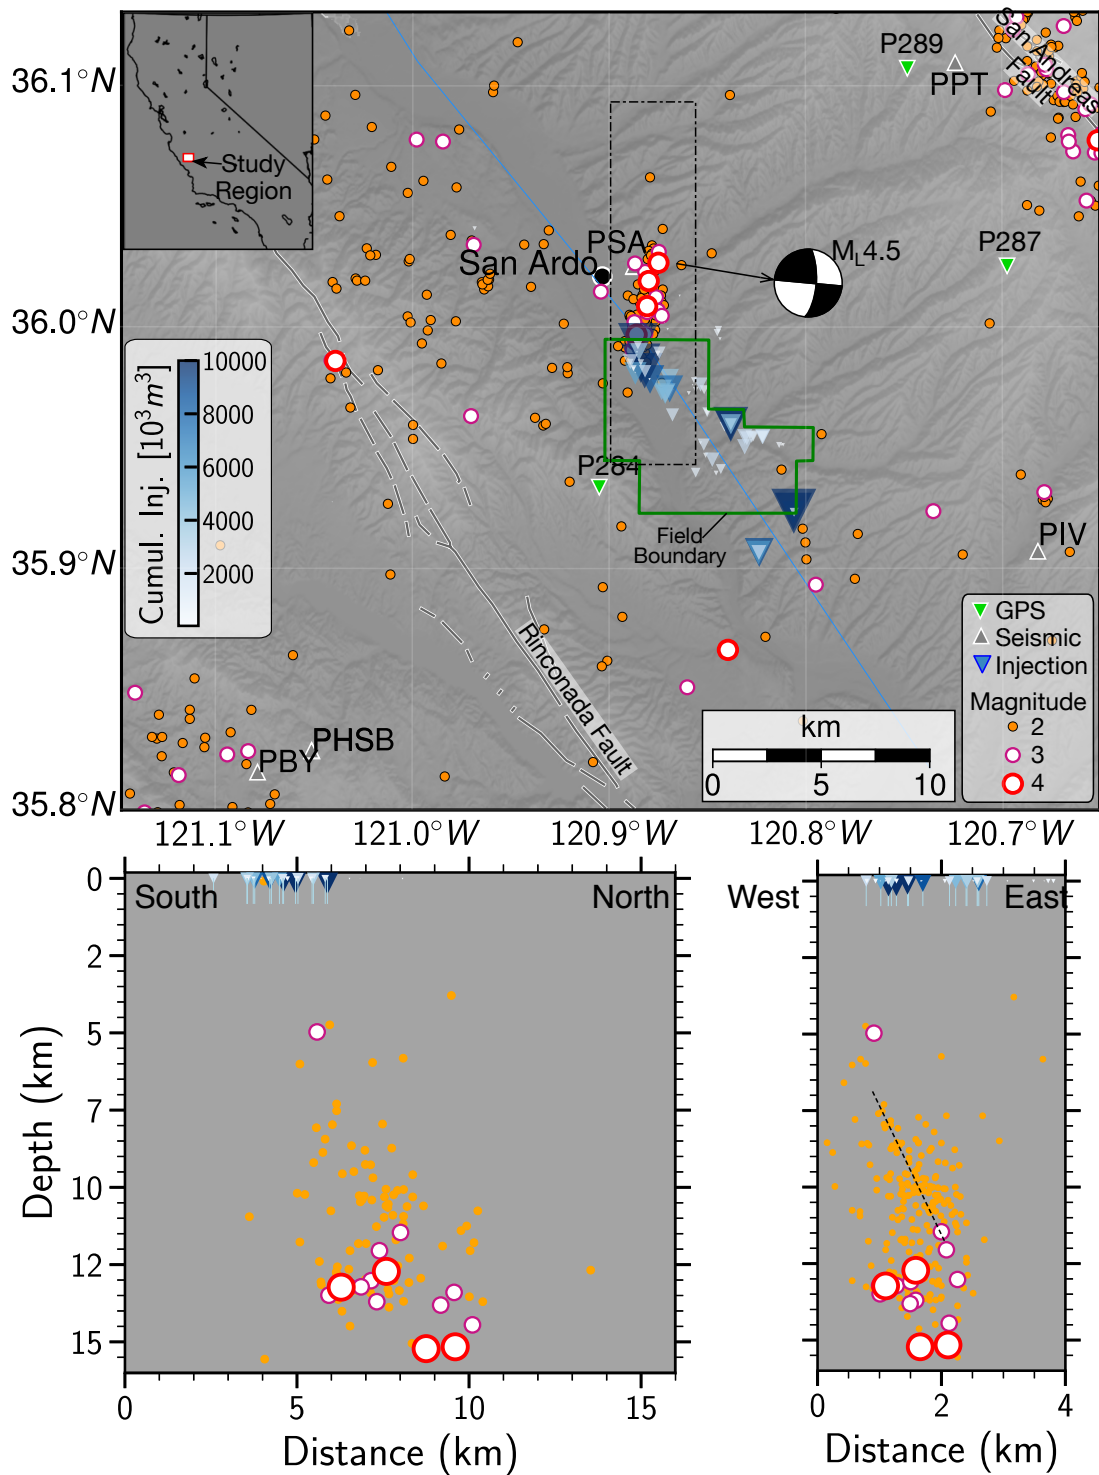 Study
Region
36.1°N
36.0°N
35.9°N
35.8°N
121.1°W
121.0°W
120.9°W
120.8°W
120.7°W
P289
PPT
San Andreas
Fault
P287
PSA
San Ardo
M_L4.5
P284
Field
Boundary
PIV
Rinconada Fault
PHSB
PBY
Cumul. Inj. [10³m³]
10000
8000
6000
4000
2000
GPS
Seismic
Injection
Magnitude
2
3
4
km
0 5 10
South North
West East
Depth (km)
0
2
5
7
10
12
15
0 5 10 15
Distance (km)
0 2 4
Distance (km)